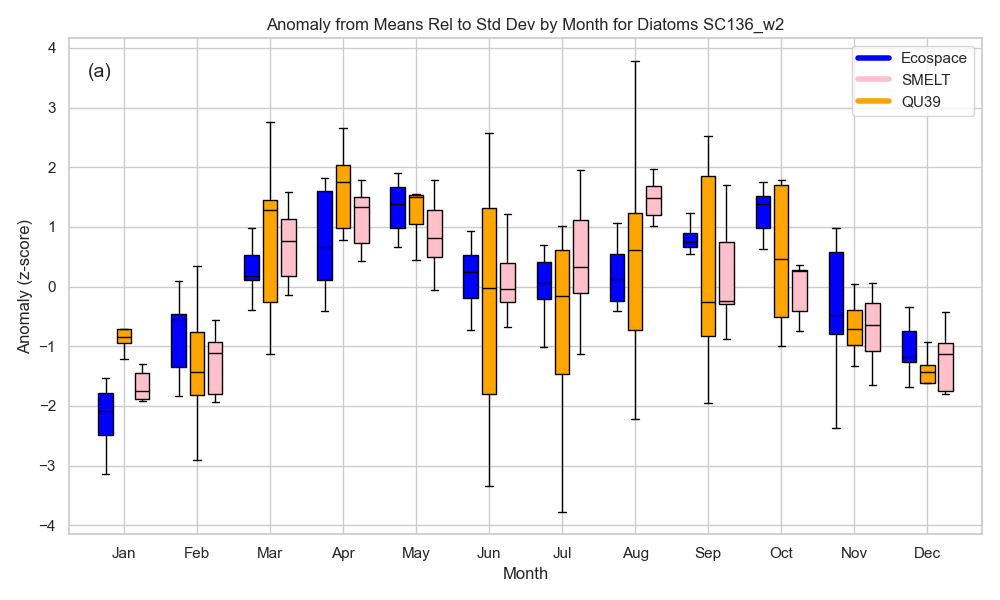 Anomaly from Means Rel to Std Dev by Month for Diatoms SC136_w2
(a)
Ecospace
SMELT
QU39
Anomaly (z-score)
4
3
2
1
0
−1
−2
−3
−4
Jan Feb Mar Apr May Jun Jul Aug Sep Oct Nov Dec
Month